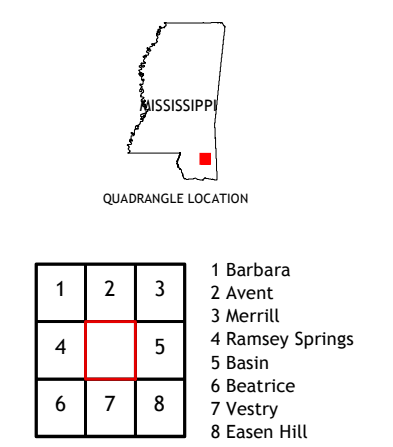 MISSISSIPPI
QUADRANGLE LOCATION
1 2 3
4 5
6 7 8
1 Barbara
2 Avent
3 Merrill
4 Ramsey Springs
5 Basin
6 Beatrice
7 Vestry
8 Easen Hill